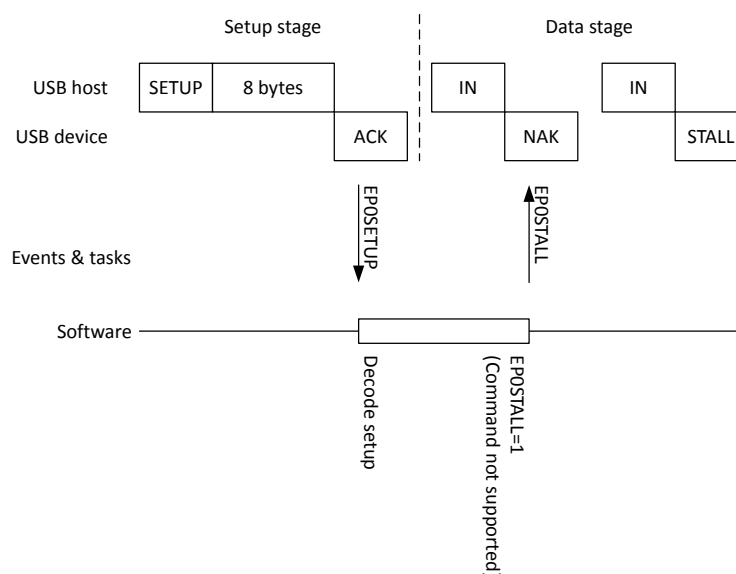 Setup stage
Data stage
USB host
SETUP
8 bytes
IN
IN
USB device
ACK
NAK
STALL
EP0SETUP
EP0STALL
Events & tasks
Software
Decode setup
EP0STALL=1
(Command not supported)